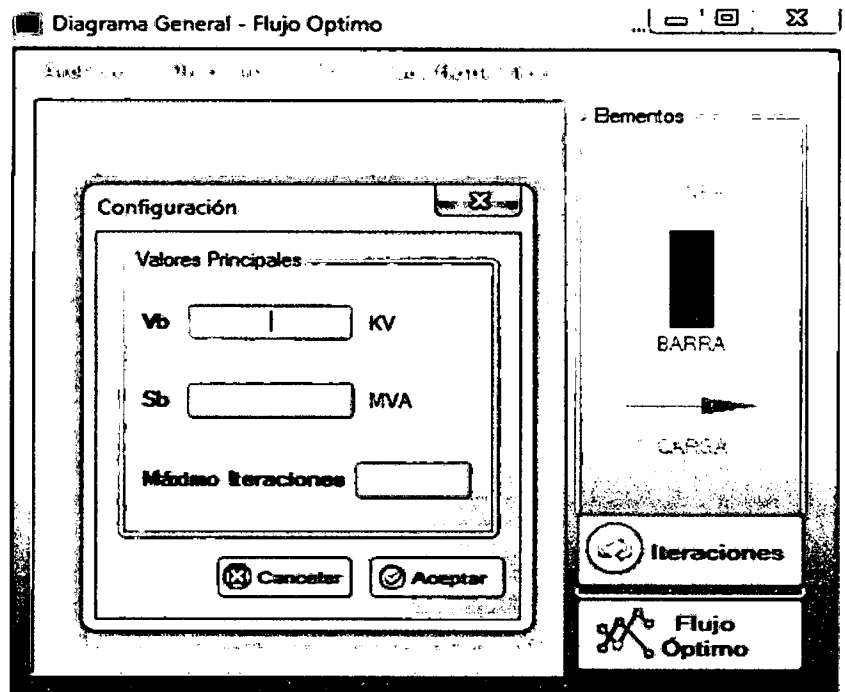 Diagrama General - Flujo Optimo
Elementos
Configuración
Valores Principales
Vb KV
BARRA
Sb MVA
CARGA
Máximo Iteraciones
Iteraciones
Cancelar Aceptar
Flujo
Óptimo